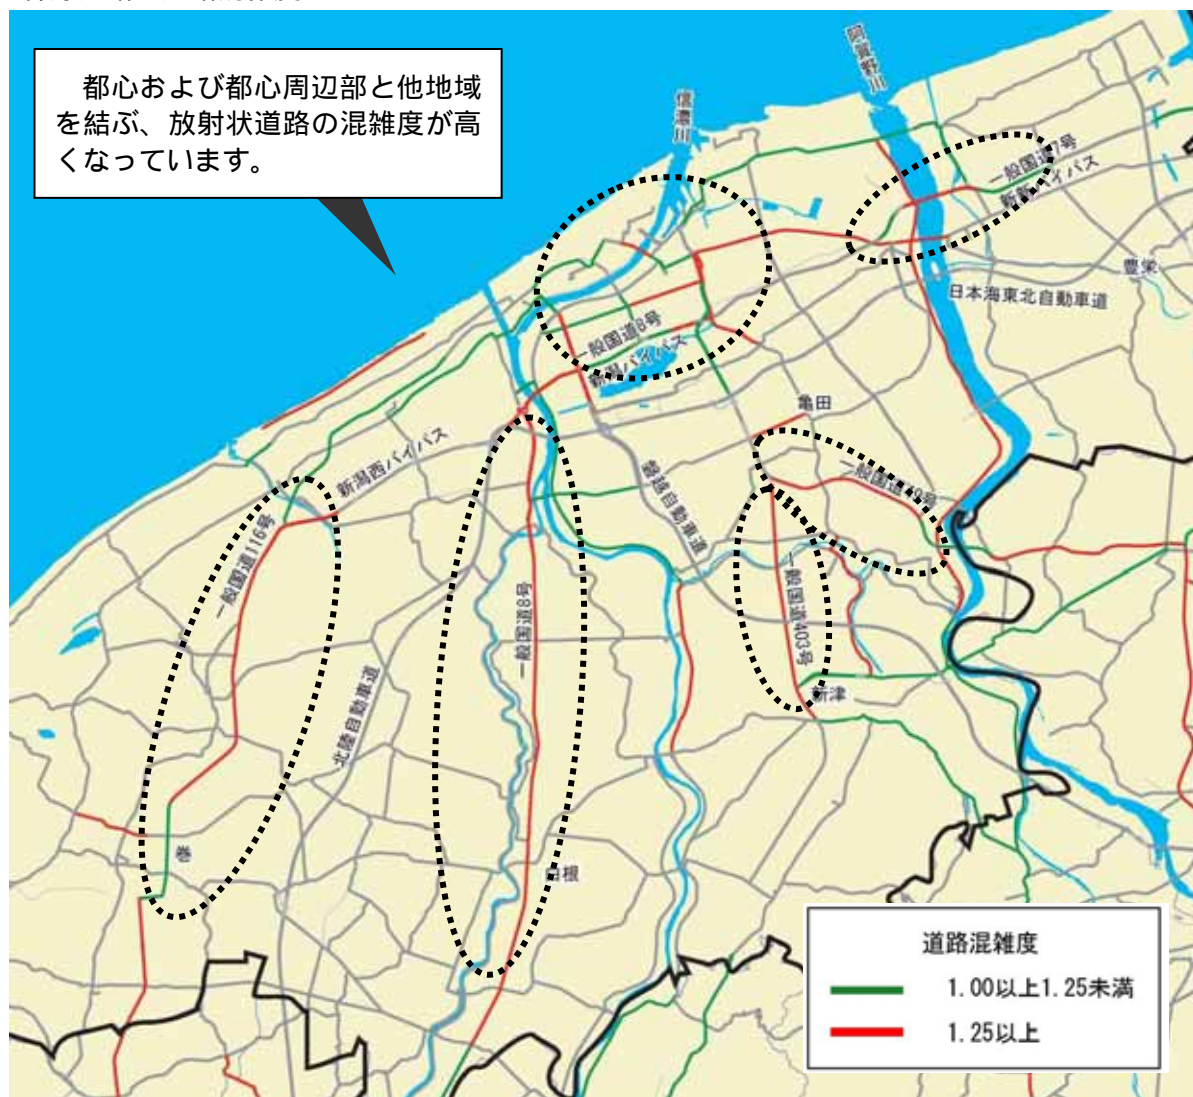 都心および都心周辺部と他地域
を結ぶ、放射状道路の混雑度が高
くなっています。
阿賀野川
信濃川
一般国道7号
新新バイパス
豊栄
日本海東北自動車道
一般国道8号
新潟バイパス
亀田
新潟西バイパス
磐越自動車道
一般国道49号
一般国道116号
一般国道8号
一般国道403号
新津
北陸自動車道
巻
白根
道路混雑度
1.00以上1.25未満
1.25以上